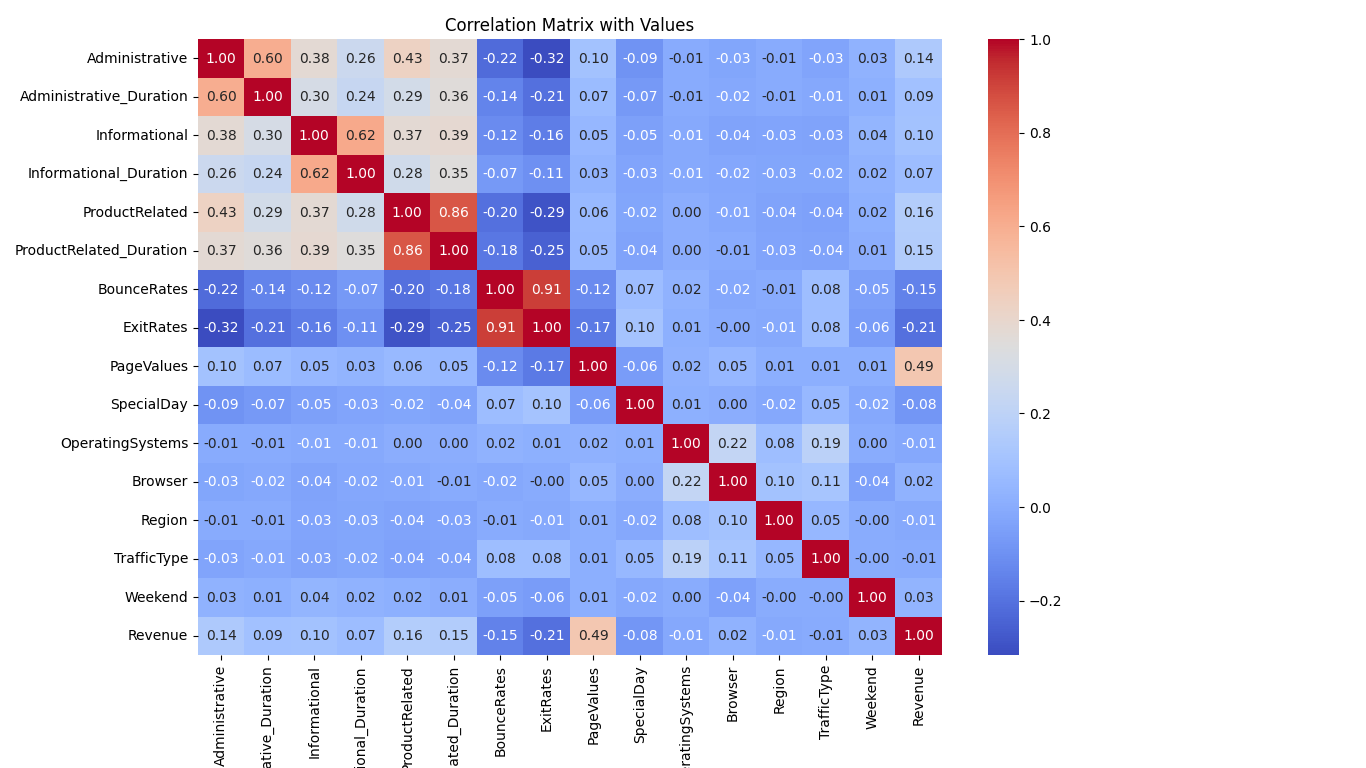 Correlation Matrix with Values
Administrative 1.00 0.60 0.38 0.26 0.43 0.37 -0.22 -0.32 0.10 -0.09 -0.01 -0.03 -0.01 -0.03 0.03 0.14
Administrative_Duration 0.60 1.00 0.30 0.24 0.29 0.36 -0.14 -0.21 0.07 -0.07 -0.01 -0.02 -0.01 -0.01 0.01 0.09
Informational 0.38 0.30 1.00 0.62 0.37 0.39 -0.12 -0.16 0.05 -0.05 -0.01 -0.04 -0.03 -0.03 0.04 0.10
Informational_Duration 0.26 0.24 0.62 1.00 0.28 0.35 -0.07 -0.11 0.03 -0.03 -0.01 -0.02 -0.03 -0.02 0.02 0.07
ProductRelated 0.43 0.29 0.37 0.28 1.00 0.86 -0.20 -0.29 0.06 -0.02 0.00 -0.01 -0.04 -0.04 0.02 0.16
ProductRelated_Duration 0.37 0.36 0.39 0.35 0.86 1.00 -0.18 -0.25 0.05 -0.04 0.00 -0.01 -0.03 -0.04 0.01 0.15
BounceRates -0.22 -0.14 -0.12 -0.07 -0.20 -0.18 1.00 0.91 -0.12 0.07 0.02 -0.02 -0.01 0.08 -0.05 -0.15
ExitRates -0.32 -0.21 -0.16 -0.11 -0.29 -0.25 0.91 1.00 -0.17 0.10 0.01 -0.00 -0.01 0.08 -0.06 -0.21
PageValues 0.10 0.07 0.05 0.03 0.06 0.05 -0.12 -0.17 1.00 -0.06 0.02 0.05 0.01 0.01 0.01 0.49
SpecialDay -0.09 -0.07 -0.05 -0.03 -0.02 -0.04 0.07 0.10 -0.06 1.00 0.01 0.00 -0.02 0.05 -0.02 -0.08
OperatingSystems -0.01 -0.01 -0.01 -0.01 0.00 0.00 0.02 0.01 0.02 0.01 1.00 0.22 0.08 0.19 0.00 -0.01
Browser -0.03 -0.02 -0.04 -0.02 -0.01 -0.01 -0.02 -0.00 0.05 0.00 0.22 1.00 0.10 0.11 -0.04 0.02
Region -0.01 -0.01 -0.03 -0.03 -0.04 -0.03 -0.01 -0.01 0.01 -0.02 0.08 0.10 1.00 0.05 -0.00 -0.01
TrafficType -0.03 -0.01 -0.03 -0.02 -0.04 -0.04 0.08 0.08 0.01 0.05 0.19 0.11 0.05 1.00 -0.00 -0.01
Weekend 0.03 0.01 0.04 0.02 0.02 0.01 -0.05 -0.06 0.01 -0.02 0.00 -0.04 -0.00 -0.00 1.00 0.03
Revenue 0.14 0.09 0.10 0.07 0.16 0.15 -0.15 -0.21 0.49 -0.08 -0.01 0.02 -0.01 -0.01 0.03 1.00
Administrative
ative_Duration
Informational
ional_Duration
ProductRelated
ated_Duration
BounceRates
ExitRates
PageValues
SpecialDay
eratingSystems
Browser
Region
TrafficType
Weekend
Revenue
1.0
0.8
0.6
0.4
0.2
0.0
−0.2